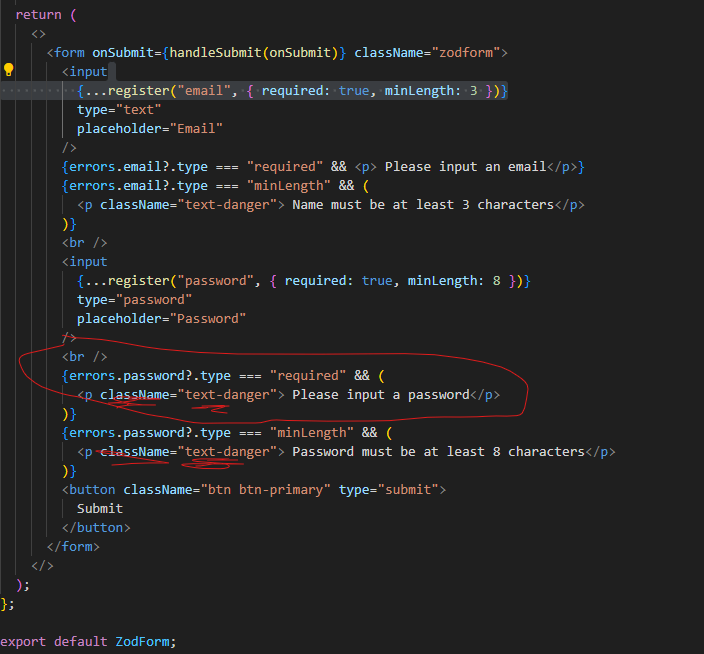 return (
<>
<form onSubmit={handleSubmit(onSubmit)} className="zodform">
<input
{...register("email", { required: true, minLength: 3 })}
type="text"
placeholder="Email"
/>
{errors.email?.type === "required" && <p> Please input an email</p>}
{errors.email?.type === "minLength" && (
<p className="text-danger"> Name must be at least 3 characters</p>
)}
<br />
<input
{...register("password", { required: true, minLength: 8 })}
type="password"
placeholder="Password"
/>
<br />
{errors.password?.type === "required" && (
<p className="text-danger"> Please input a password</p>
)}
{errors.password?.type === "minLength" && (
<p className="text-danger"> Password must be at least 8 characters</p>
)}
<button className="btn btn-primary" type="submit">
Submit
</button>
</form>
</>
);
};
export default ZodForm;